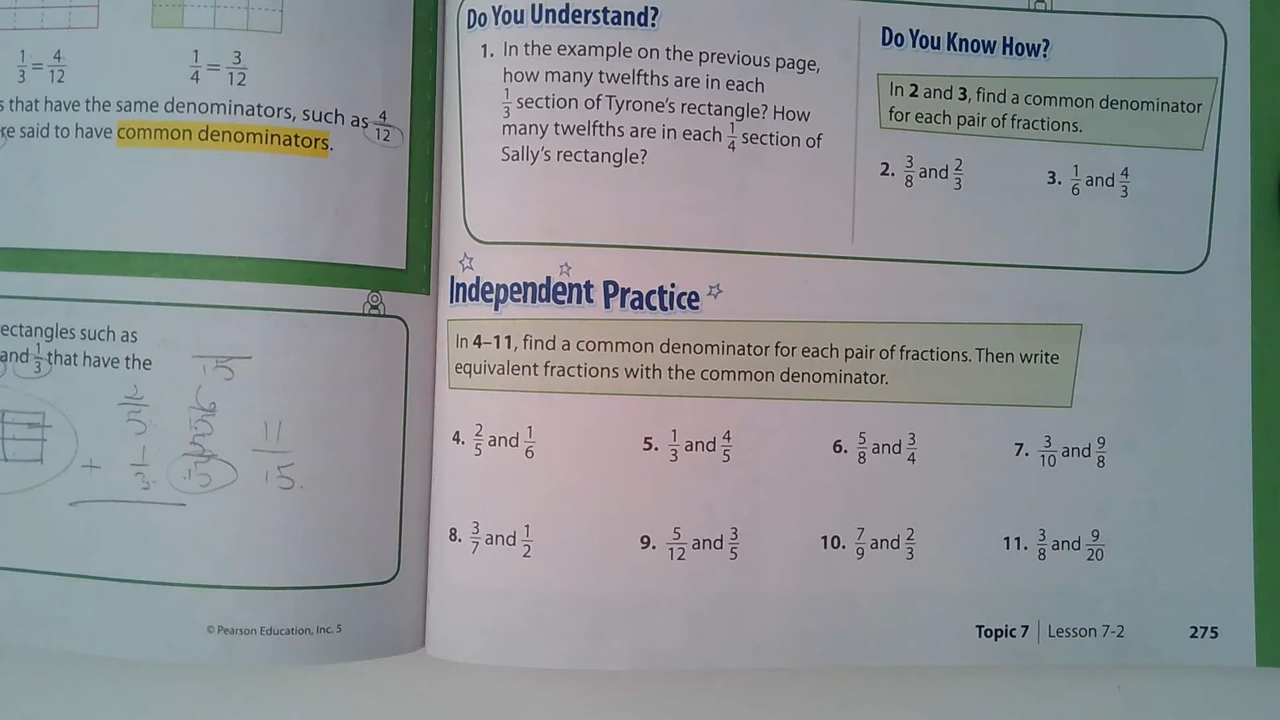 1/3 = 4/12
1/4 = 3/12
s that have the same denominators, such as 4/12
re said to have common denominators.
ectangles such as
and 1/3 that have the
15
2/5
+ 1/3
11/15
© Pearson Education, Inc. 5
Do You Understand?
1. In the example on the previous page,
how many twelfths are in each
1/3 section of Tyrone's rectangle? How
many twelfths are in each 1/4 section of
Sally's rectangle?
Do You Know How?
In 2 and 3, find a common denominator
for each pair of fractions.
2. 3/8 and 2/3
3. 1/6 and 4/3
Independent Practice
In 4–11, find a common denominator for each pair of fractions. Then write
equivalent fractions with the common denominator.
4. 2/5 and 1/6
5. 1/3 and 4/5
6. 5/8 and 3/4
7. 3/10 and 9/8
8. 3/7 and 1/2
9. 5/12 and 3/5
10. 7/9 and 2/3
11. 3/8 and 9/20
Topic 7 | Lesson 7-2
275